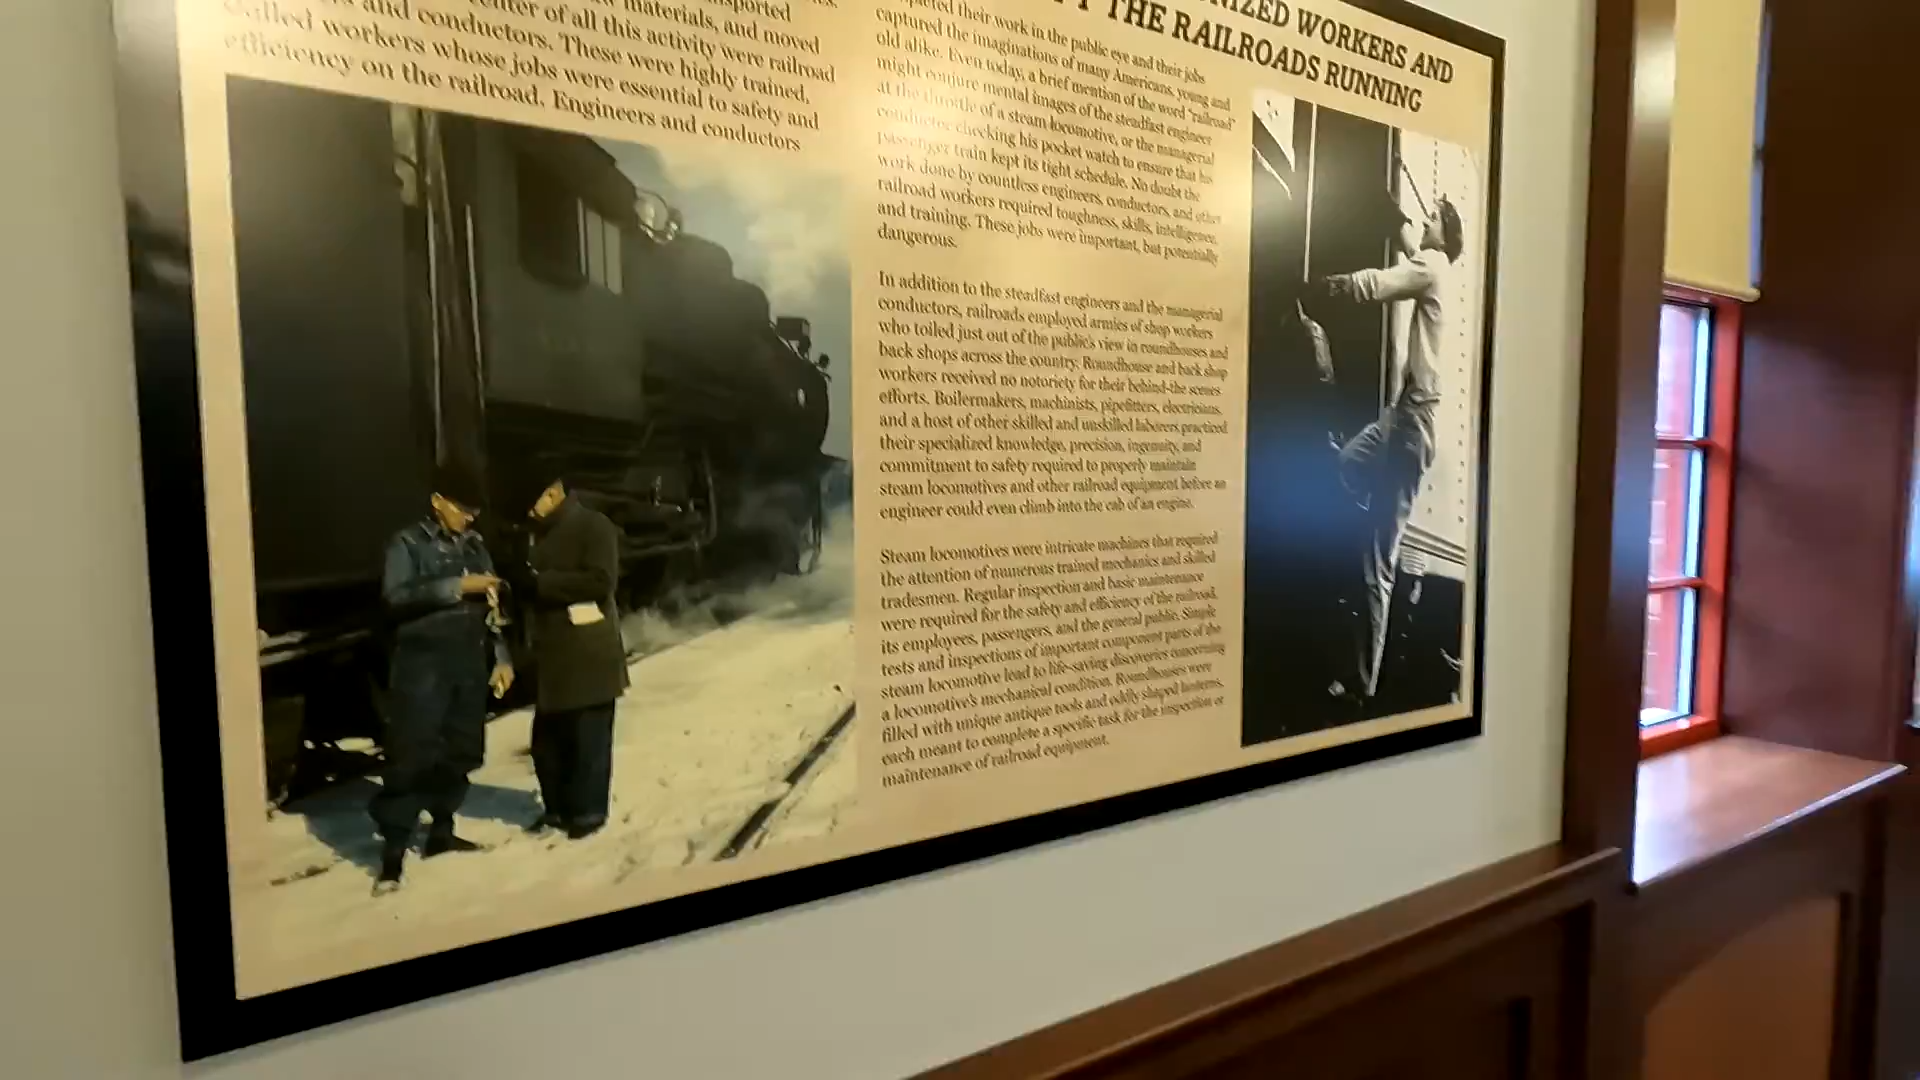 materials, and moved
center of all this activity were railroad
and conductors. These were highly trained,
skilled workers whose jobs were essential to safety and
efficiency on the railroad. Engineers and conductors
their work in the public eye and their jobs
captured the imaginations of many Americans, young and
old alike. Even today, a brief mention of the word "railroad"
might conjure mental images of the steadfast engineer
at the throttle of a steam locomotive, or the managerial
conductor checking his pocket watch to ensure that his
passenger train kept its tight schedule. No doubt the
work done by countless engineers, conductors, and other
railroad workers required toughness, skills, intelligence,
and training. These jobs were important, but potentially
dangerous.
In addition to the steadfast engineers and the managerial
conductors, railroads employed armies of shop workers
who toiled just out of the public's view in roundhouses and
back shops across the country. Roundhouse and back shop
workers received no notoriety for their behind-the scenes
efforts. Boilermakers, machinists, pipefitters, electricians,
and a host of other skilled and unskilled laborers practiced
their specialized knowledge, precision, ingenuity, and
commitment to safety required to properly maintain
steam locomotives and other railroad equipment before an
engineer could even climb into the cab of an engine.
Steam locomotives were intricate machines that required
the attention of numerous trained mechanics and skilled
tradesmen. Regular inspection and basic maintenance
were required for the safety and efficiency of the railroad,
its employees, passengers, and the general public. Simple
tests and inspections of important component parts of the
steam locomotive lead to life-saving discoveries concerning
a locomotive's mechanical condition. Roundhouses were
filled with unique antique tools and oddly shaped lanterns,
each meant to complete a specific task for the inspection or
maintenance of railroad equipment.
WORKERS AND
THE RAILROADS RUNNING